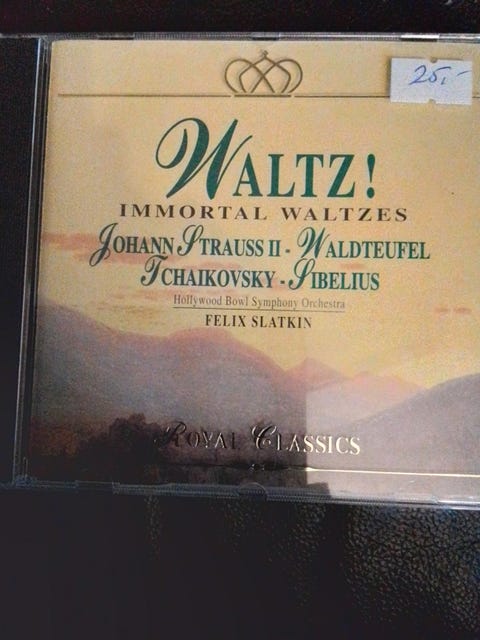 25,-
WALTZ!
IMMORTAL WALTZES
JOHANN STRAUSS II - WALDTEUFEL
TCHAIKOVSKY - SIBELIUS
Hollywood Bowl Symphony Orchestra
FELIX SLATKIN
ROYAL CLASSICS